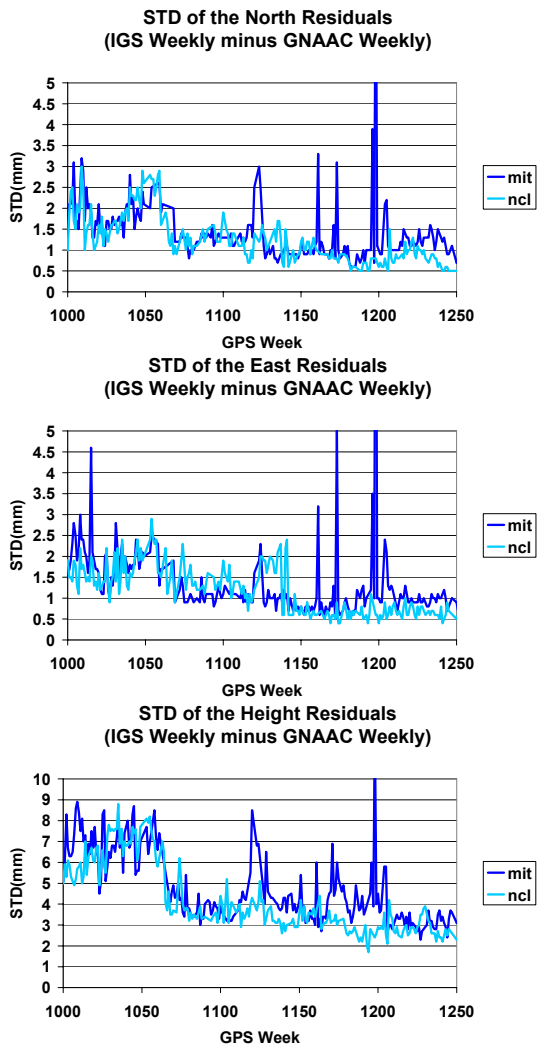 STD of the North Residuals
(IGS Weekly minus GNAAC Weekly)
5
4.5
4
3.5
3
2.5
2
1.5
1
0.5
0
STD(mm)
1000 1050 1100 1150 1200 1250
GPS Week
mit
ncl
STD of the East Residuals
(IGS Weekly minus GNAAC Weekly)
5
4.5
4
3.5
3
2.5
2
1.5
1
0.5
0
STD(mm)
1000 1050 1100 1150 1200 1250
GPS Week
mit
ncl
STD of the Height Residuals
(IGS Weekly minus GNAAC Weekly)
10
9
8
7
6
5
4
3
2
1
0
STD(mm)
1000 1050 1100 1150 1200 1250
GPS Week
mit
ncl